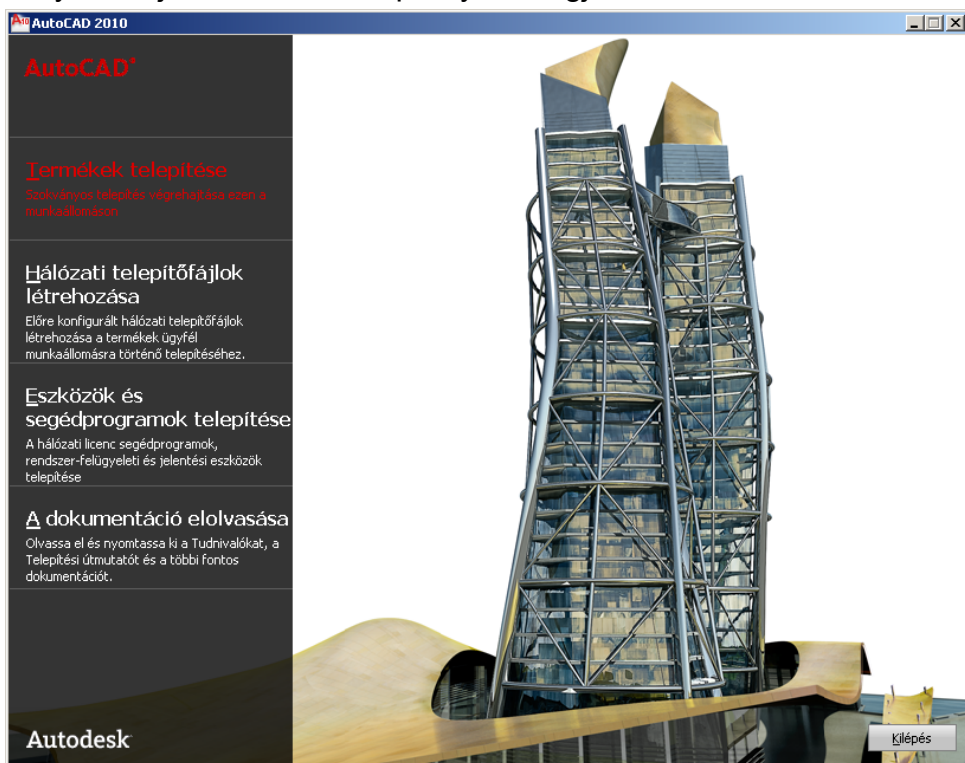 AutoCAD 2010
AutoCAD®
Termékek telepítése
Szokványos telepítés végrehajtása ezen a
munkaállomáson
Hálózati telepítőfájlok
létrehozása
Előre konfigurált hálózati telepítőfájlok
létrehozása a termékek ügyfél
munkaállomásra történő telepítéséhez.
Eszközök és
segédprogramok telepítése
A hálózati licenc segédprogramok,
rendszer-felügyeleti és jelentési eszközök
telepítése
A dokumentáció elolvasása
Olvassa el és nyomtassa ki a Tudnivalókat, a
Telepítési útmutatót és a többi fontos
dokumentációt.
Autodesk
Kilépés